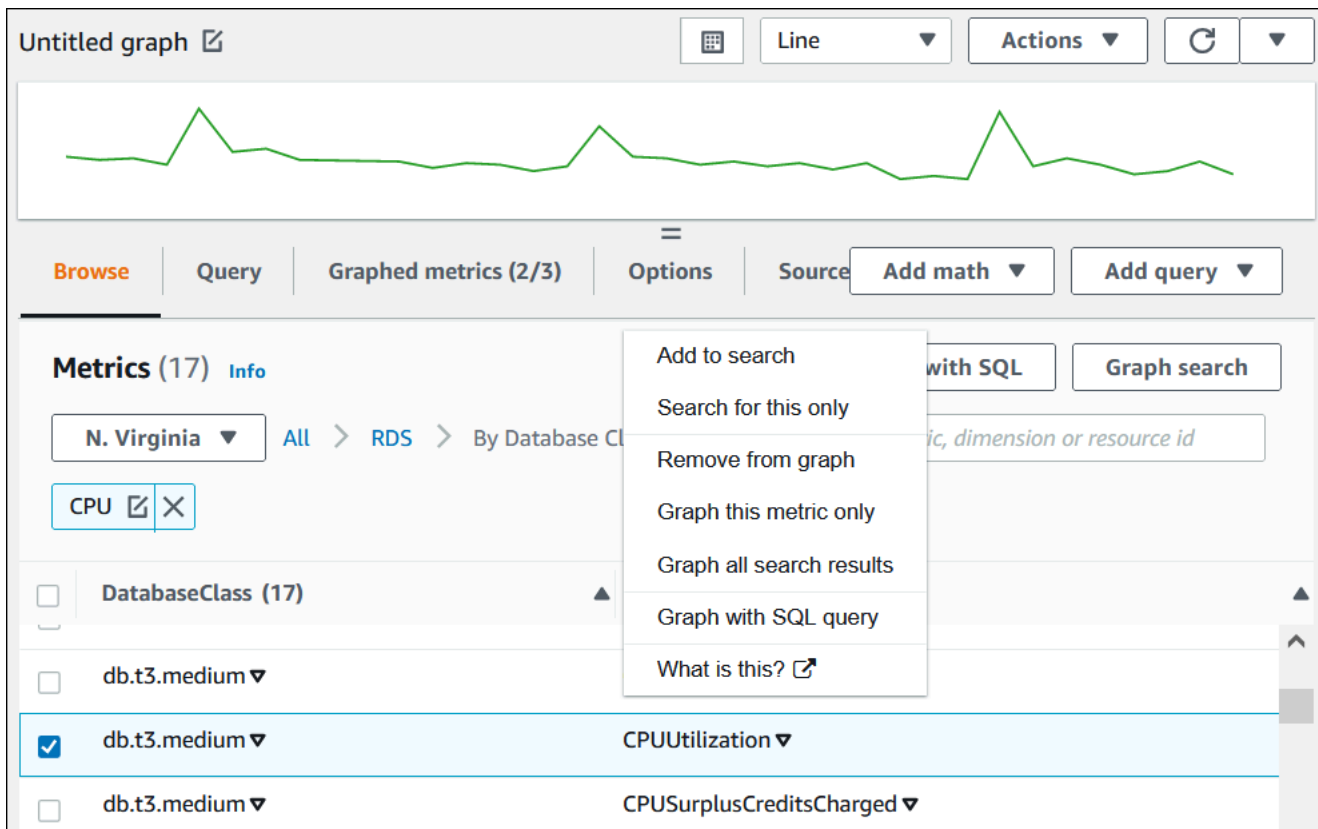 Untitled graph
Line
Actions
Browse
Query
Graphed metrics (2/3)
Options
Source
Add math
Add query
Metrics (17) Info
with SQL
Graph search
N. Virginia
All
RDS
By Database Cl
ic, dimension or resource id
CPU
Add to search
Search for this only
Remove from graph
Graph this metric only
Graph all search results
Graph with SQL query
What is this?
DatabaseClass (17)
db.t3.medium
db.t3.medium
CPUUtilization
db.t3.medium
CPUSurplusCreditsCharged